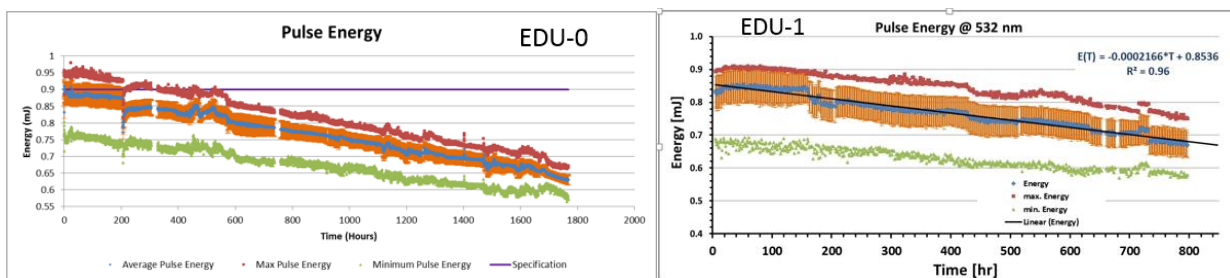 Pulse Energy
EDU-0
1
0.95
0.9
0.85
0.8
0.75
0.7
0.65
0.6
0.55
Energy (mJ)
0
200
400
600
800
1000
1200
1400
1600
1800
2000
Time (Hours)
Average Pulse Energy
Max Pulse Energy
Minimum Pulse Energy
Specification
EDU-1
Pulse Energy @ 532 nm
E(T) = -0.0002166*T + 0.8536
R² = 0.96
1.0
0.9
0.8
0.7
0.6
0.5
0.4
Energy [mJ]
Energy
max. Energy
min. Energy
Linear (Energy)
0
100
200
300
400
500
600
700
800
Time [hr]